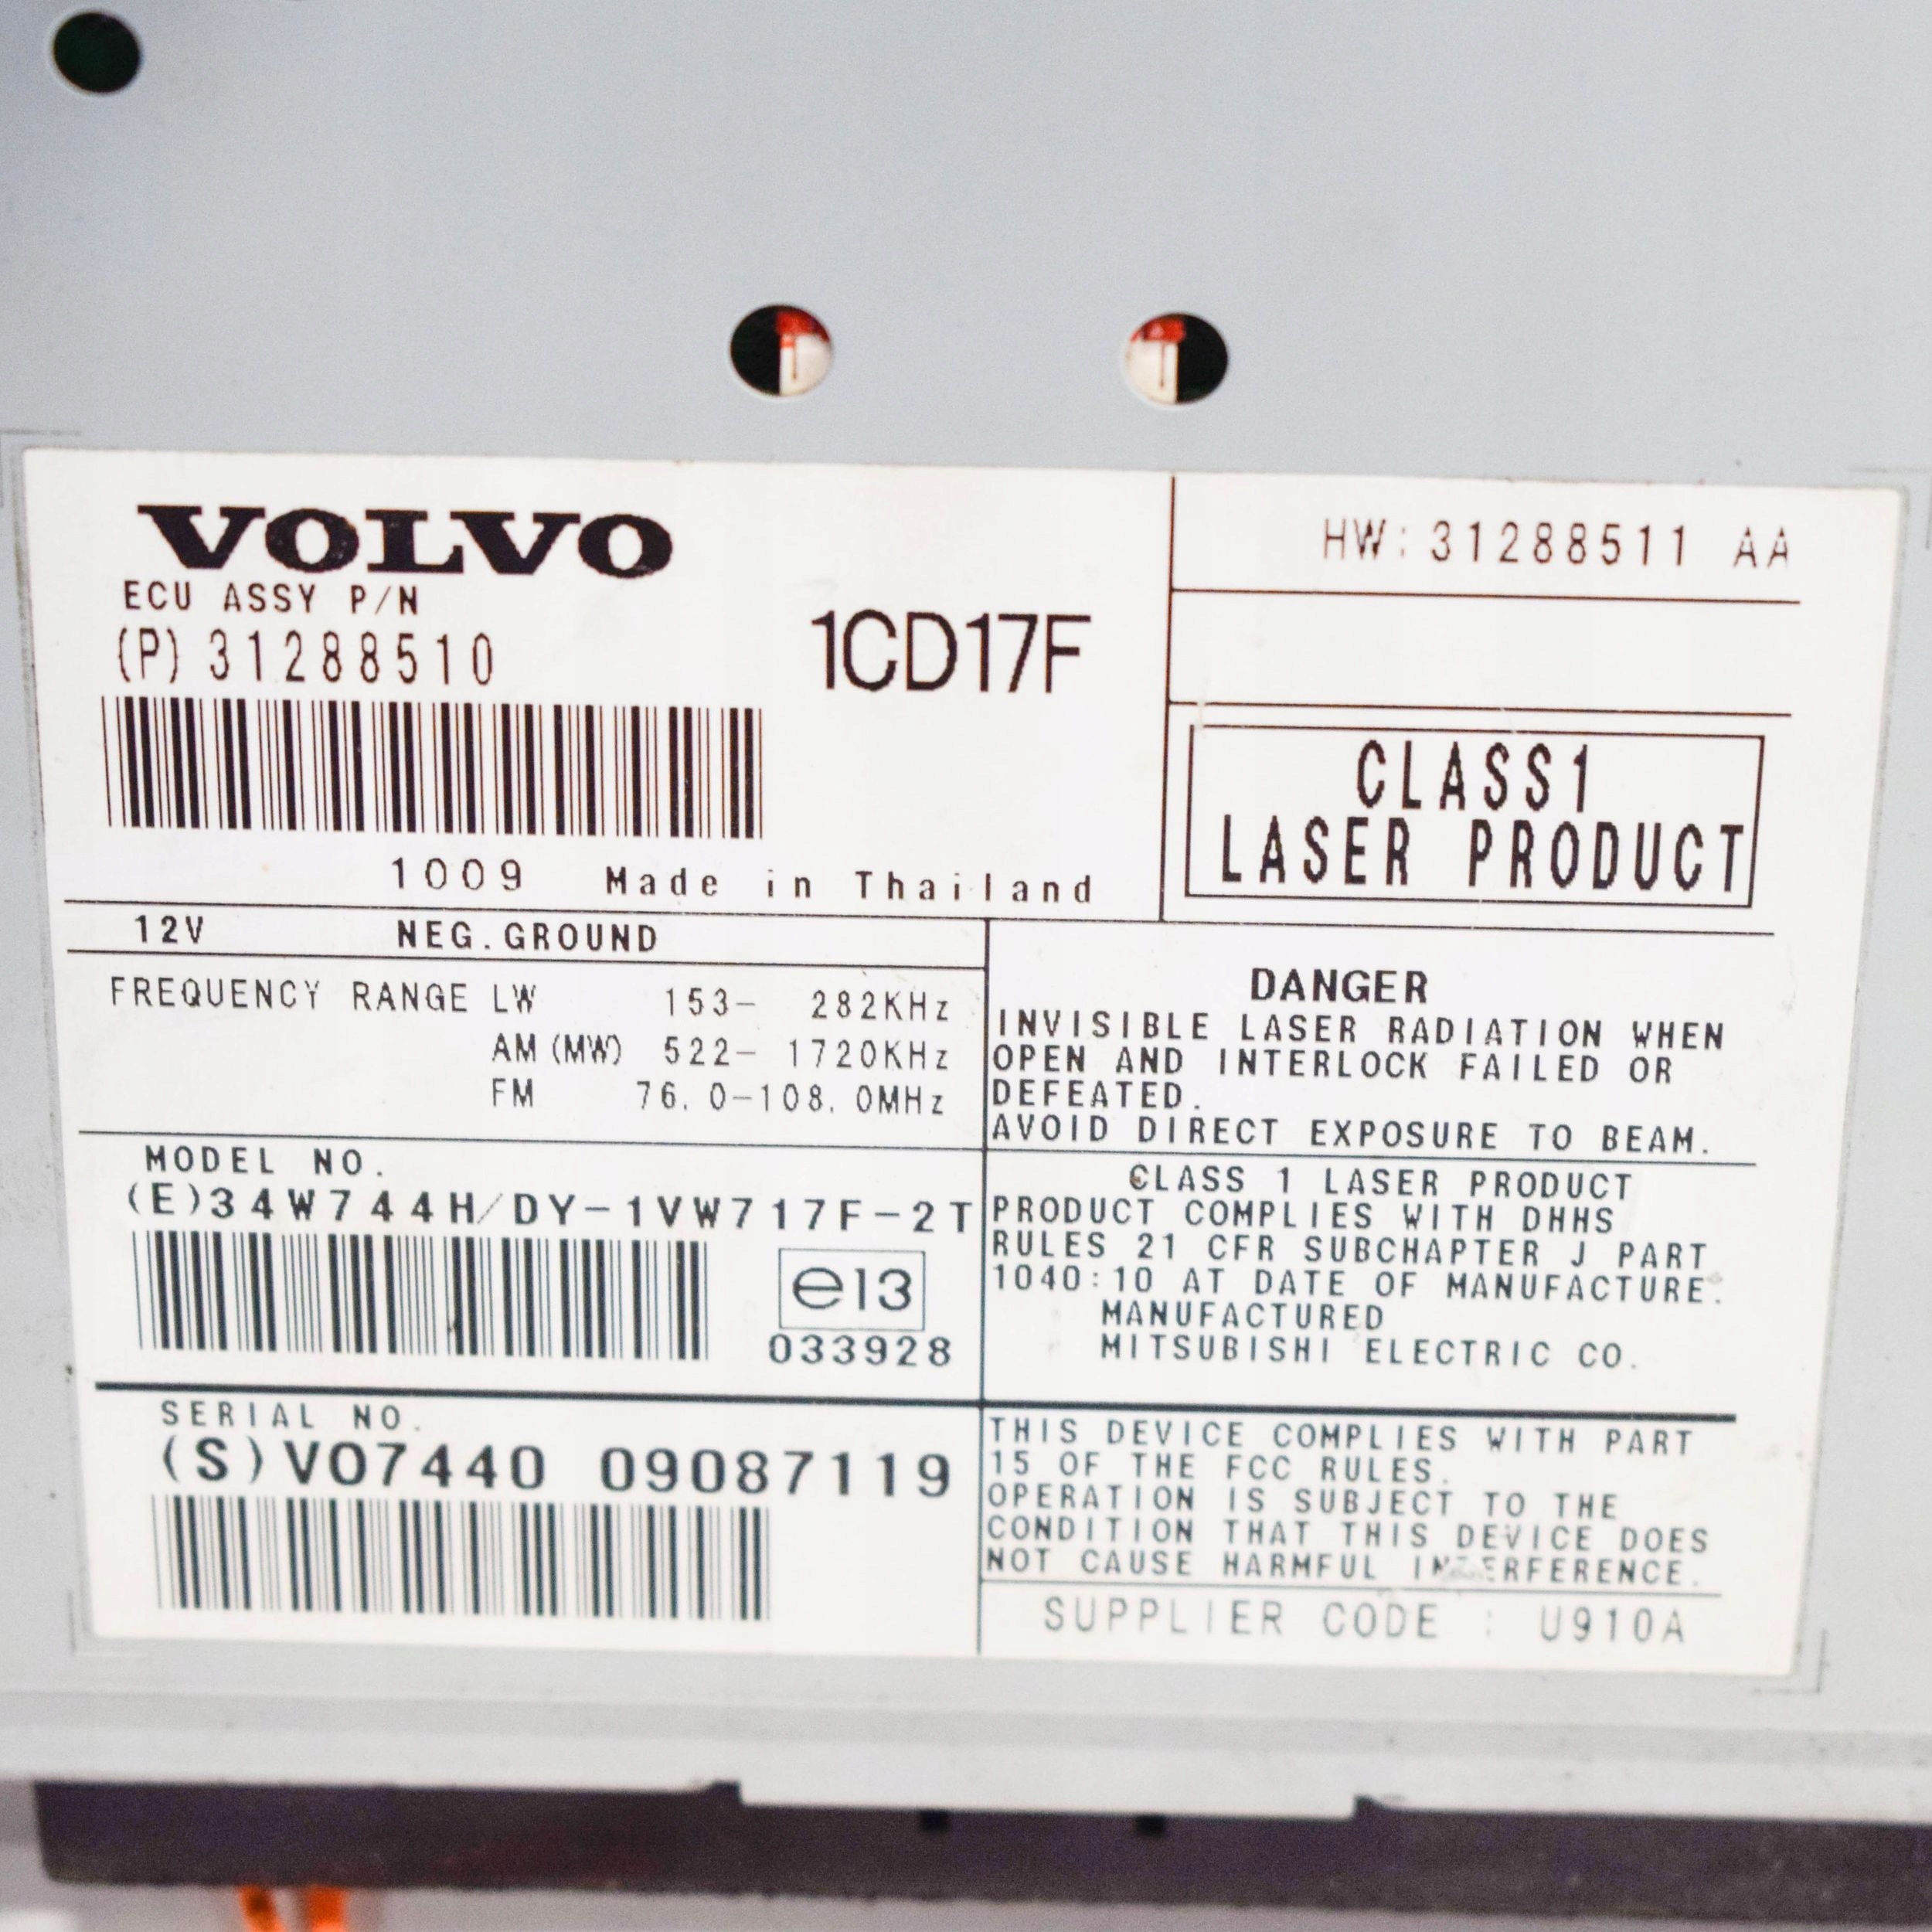 VOLVO
ECU ASSY P/N
(P) 31288510
1CD17F
1009 Made in Thailand
HW: 31288511 AA
CLASS1
LASER PRODUCT
12V NEG.GROUND
FREQUENCY RANGE LW 153- 282KHz
AM (MW) 522- 1720KHz
FM 76.0-108.0MHz
DANGER
INVISIBLE LASER RADIATION WHEN
OPEN AND INTERLOCK FAILED OR
DEFEATED.
AVOID DIRECT EXPOSURE TO BEAM.
MODEL NO.
(E)34W744H/DY-1VW717F-2T
e13
033928
CLASS 1 LASER PRODUCT
PRODUCT COMPLIES WITH DHHS
RULES 21 CFR SUBCHAPTER J PART
1040:10 AT DATE OF MANUFACTURE.
MANUFACTURED
MITSUBISHI ELECTRIC CO.
SERIAL NO.
(S)VO7440 09087119
THIS DEVICE COMPLIES WITH PART
15 OF THE FCC RULES.
OPERATION IS SUBJECT TO THE
CONDITION THAT THIS DEVICE DOES
NOT CAUSE HARMFUL INTERFERENCE.
SUPPLIER CODE : U910A